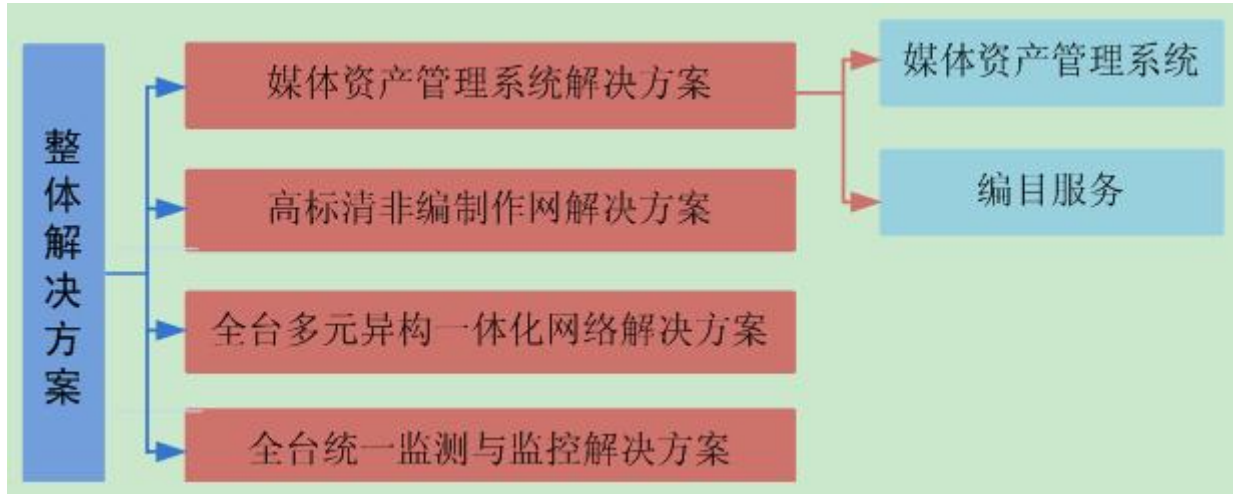 整体解决方案
媒体资产管理系统解决方案
高标清非编制作网解决方案
全台多元异构一体化网络解决方案
全台统一监测与监控解决方案
媒体资产管理系统
编目服务